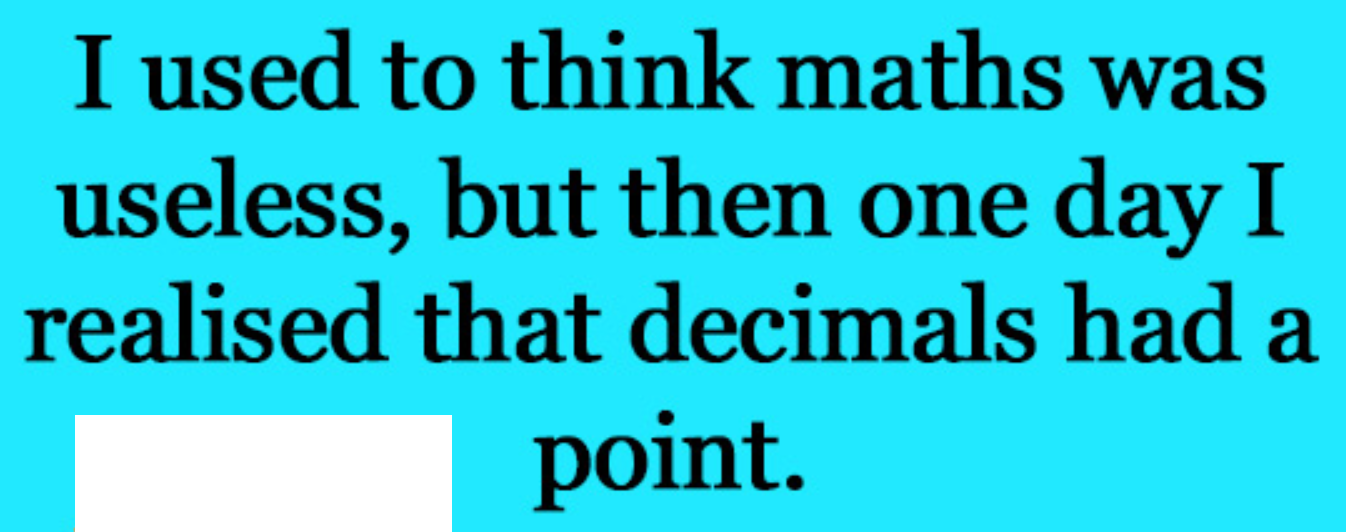 I used to think maths was
useless, but then one day I
realised that decimals had a
point.